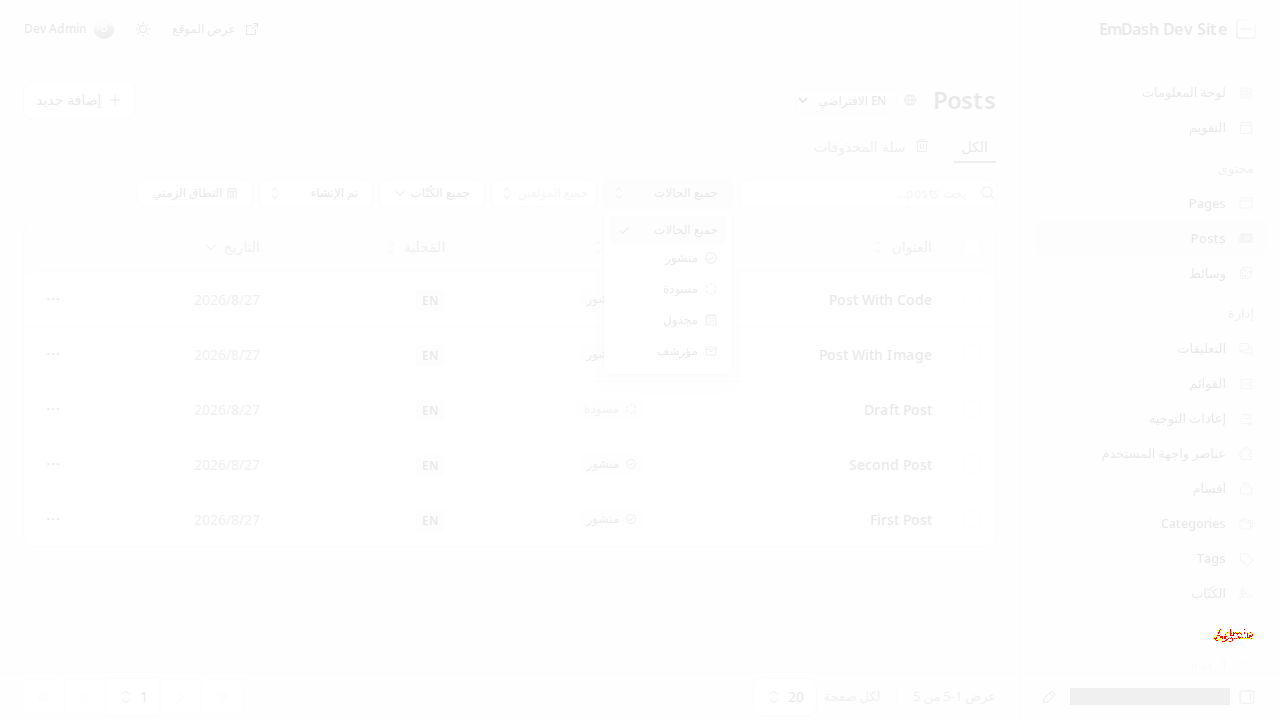 EmDash Dev Site
عرض الموقع
Dev Admin
لوحة المعلومات
التقويم
محتوى
Pages
Posts
وسائط
إدارة
التعليقات
القوائم
إعادات التوجيه
عناصر واجهة المستخدم
أقسام
Categories
Tags
الكُتّاب
Posts
EN الافتراضي
إضافة جديد
الكل
سلة المحذوفات
بحث posts...
جميع الحالات
جميع المؤلفين
جميع الكُتّاب
تم الإنشاء
النطاق الزمني
جميع الحالات
منشور
مسودة
مجدول
مؤرشف
العنوان
المحلية
التاريخ
Post With Code
EN
2026/8/27
Post With Image
EN
2026/8/27
Draft Post
مسودة
EN
2026/8/27
Second Post
منشور
EN
2026/8/27
First Post
منشور
EN
2026/8/27
عرض 1-5 من 5
لكل صفحة
20
1